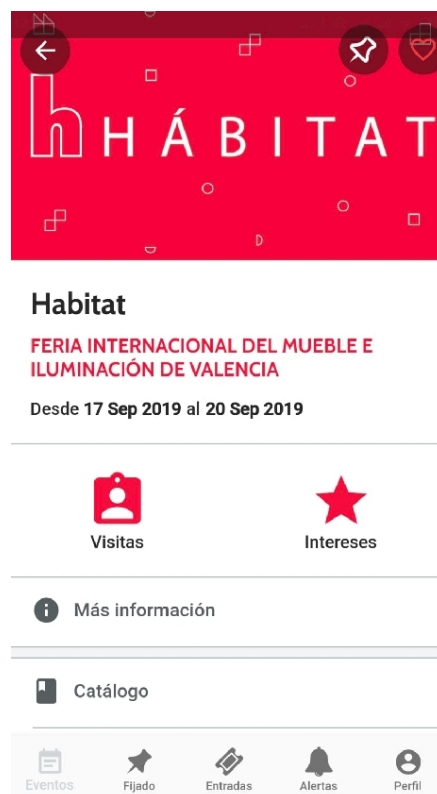 HÁBITAT
Habitat
FERIA INTERNACIONAL DEL MUEBLE E
ILUMINACIÓN DE VALENCIA
Desde 17 Sep 2019 al 20 Sep 2019
Visitas
Intereses
Más información
Catálogo
Eventos
Fijado
Entradas
Alertas
Perfil